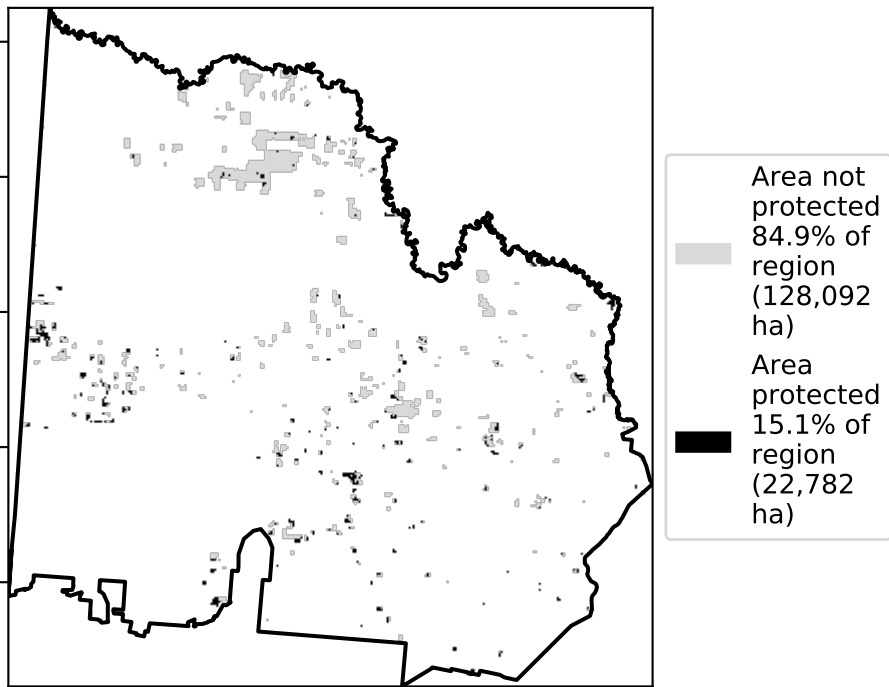 Area not
protected
84.9% of
region
(128,092
ha)
Area
protected
15.1% of
region
(22,782
ha)